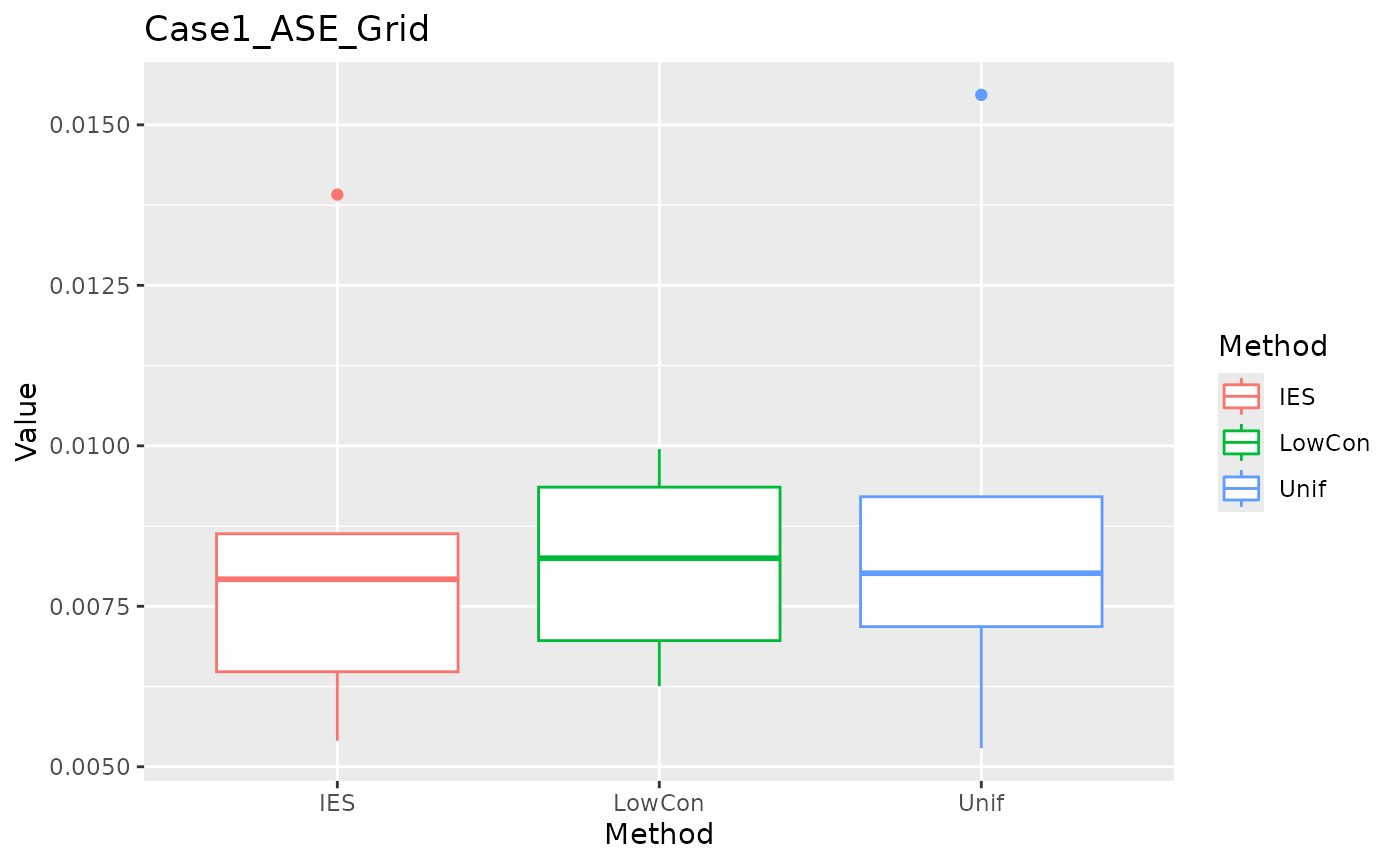 Case1_ASE_Grid
0.0150
0.0125
0.0100
0.0075
0.0050
Value
IES
LowCon
Unif
Method
Method
IES
LowCon
Unif